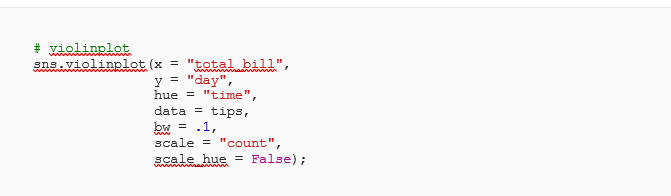 # violinplot
sns.violinplot(x = "total_bill",
               y = "day",
               hue = "time",
               data = tips,
               bw = .1,
               scale = "count",
               scale_hue = False);